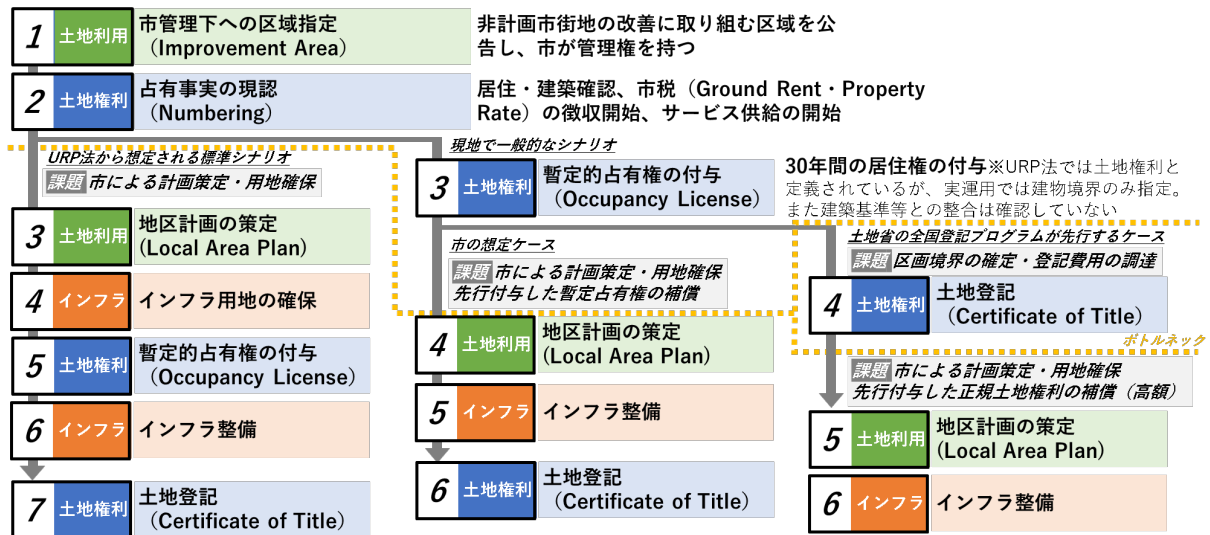 1 土地利用 市管理下への区域指定
（Improvement Area）
非計画市街地の改善に取り組む区域を公
告し、市が管理権を持つ
2 土地権利 占有事実の現認
（Numbering）
居住・建築確認、市税（Ground Rent・Property
Rate）の徴収開始、サービス供給の開始
URP法から想定される標準シナリオ
課題 市による計画策定・用地確保
3 土地利用 地区計画の策定
(Local Area Plan)
4 インフラ インフラ用地の確保
5 土地権利 暫定的占有権の付与
（Occupancy License）
6 インフラ インフラ整備
7 土地権利 土地登記
（Certificate of Title）
現地で一般的なシナリオ
3 土地権利 暫定的占有権の付与
（Occupancy License）
30年間の居住権の付与※URP法では土地権利と
定義されているが、実運用では建物境界のみ指定。
また建築基準等との整合は確認していない
市の想定ケース
課題 市による計画策定・用地確保
先行付与した暫定占有権の補償
4 土地利用 地区計画の策定
(Local Area Plan)
5 インフラ インフラ整備
6 土地権利 土地登記
（Certificate of Title）
土地省の全国登記プログラムが先行するケース
課題 区画境界の確定・登記費用の調達
4 土地権利 土地登記
（Certificate of Title）
ボトルネック
課題 市による計画策定・用地確保
先行付与した正規土地権利の補償（高額）
5 土地利用 地区計画の策定
(Local Area Plan)
6 インフラ インフラ整備